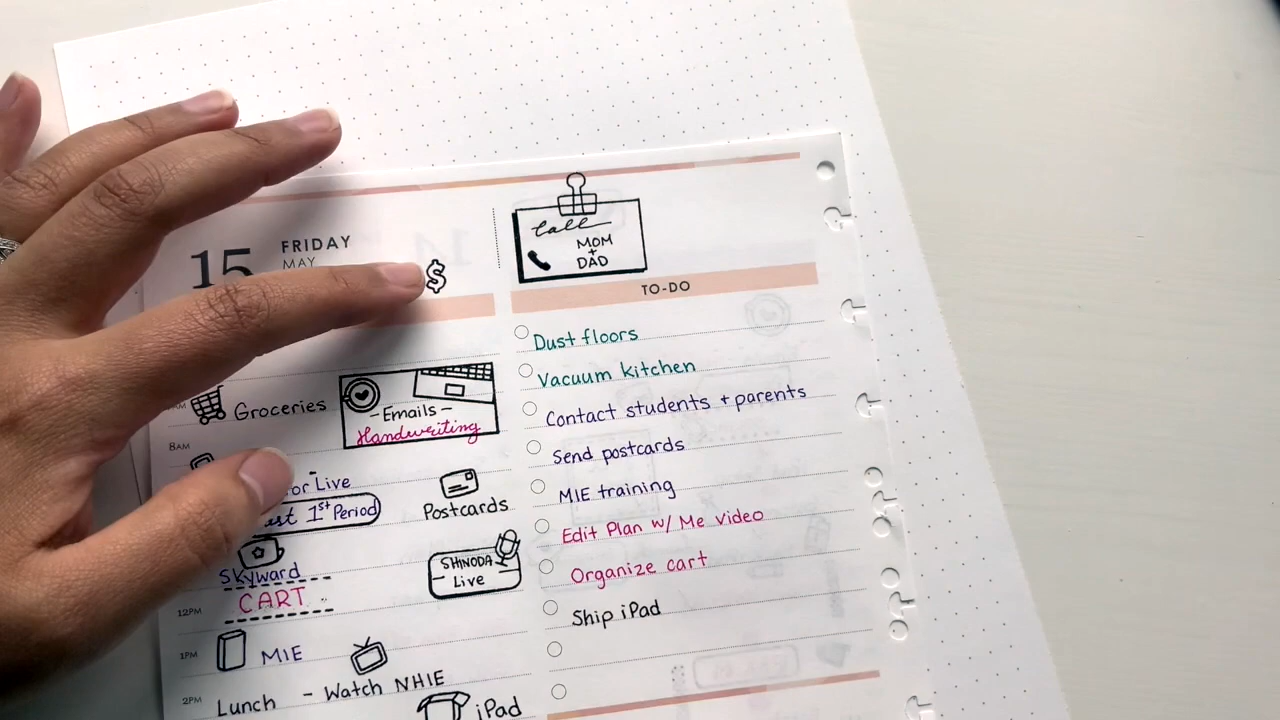 15 FRIDAY
MAY
$
Call
MOM
+
DAD
TO-DO
Dust floors
Vacuum kitchen
Contact students + parents
Send postcards
MIE training
Edit Plan w/ Me video
Organize cart
Ship iPad
Groceries
- Emails -
Handwriting
8AM
or Live
1st Period
Postcards
Skyward
SHINODA
Live
CART
12PM
1PM
MIE
2PM
Lunch - Watch NHIE
iPad